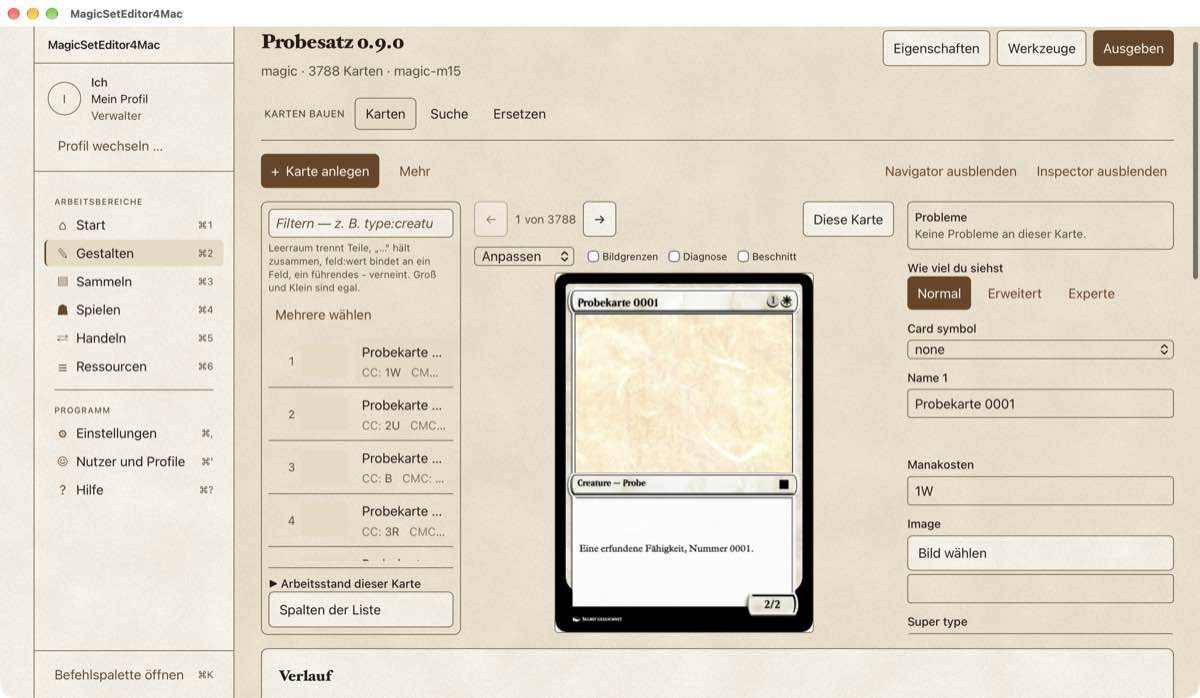 MagicSetEditor4Mac
MagicSetEditor4Mac
I
Ich
Mein Profil
Verwalter
Profil wechseln ...
ARBEITSBEREICHE
Start ⌘1
Gestalten ⌘2
Sammeln ⌘3
Spielen ⌘4
Handeln ⌘5
Ressourcen ⌘6
PROGRAMM
Einstellungen ⌘,
Nutzer und Profile ⌘'
? Hilfe ⌘?
Befehlspalette öffnen ⌘K
Probesatz 0.9.0
magic · 3788 Karten · magic-m15
Eigenschaften
Werkzeuge
Ausgeben
KARTEN BAUEN
Karten
Suche
Ersetzen
+ Karte anlegen
Mehr
Navigator ausblenden
Inspector ausblenden
Filtern — z. B. type:creatu
Leerraum trennt Teile, „…" hält
zusammen, feld:wert bindet an ein
Feld, ein führendes - verneint. Groß
und Klein sind egal.
Mehrere wählen
1 Probekarte ...
CC: 1W CM...
2 Probekarte ...
CC: 2U CMC...
3 Probekarte ...
CC: B CMC: ...
4 Probekarte ...
CC: 3R CMC...
▶ Arbeitsstand dieser Karte
Spalten der Liste
← 1 von 3788 →
Diese Karte
Anpassen
Bildgrenzen
Diagnose
Beschnitt
Probekarte 0001 1
Creature — Probe
Eine erfundene Fähigkeit, Nummer 0001.
2/2
Probleme
Keine Probleme an dieser Karte.
Wie viel du siehst
Normal
Erweitert
Experte
Card symbol
none
Name 1
Probekarte 0001
Manakosten
1W
Image
Bild wählen
Super type
Verlauf